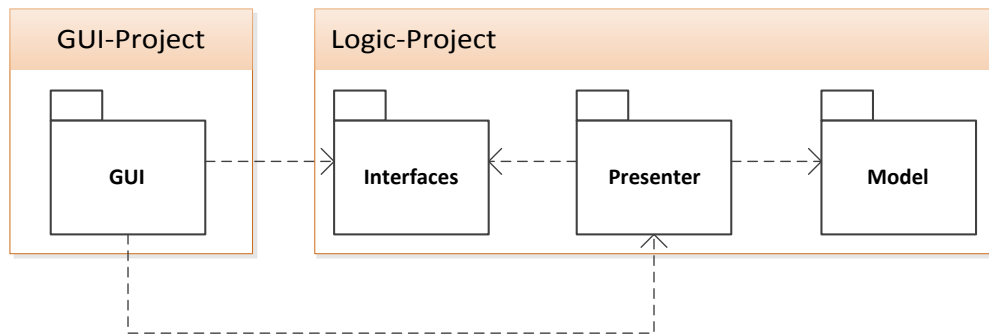 GUI-Project
Logic-Project
GUI
Interfaces
Presenter
Model